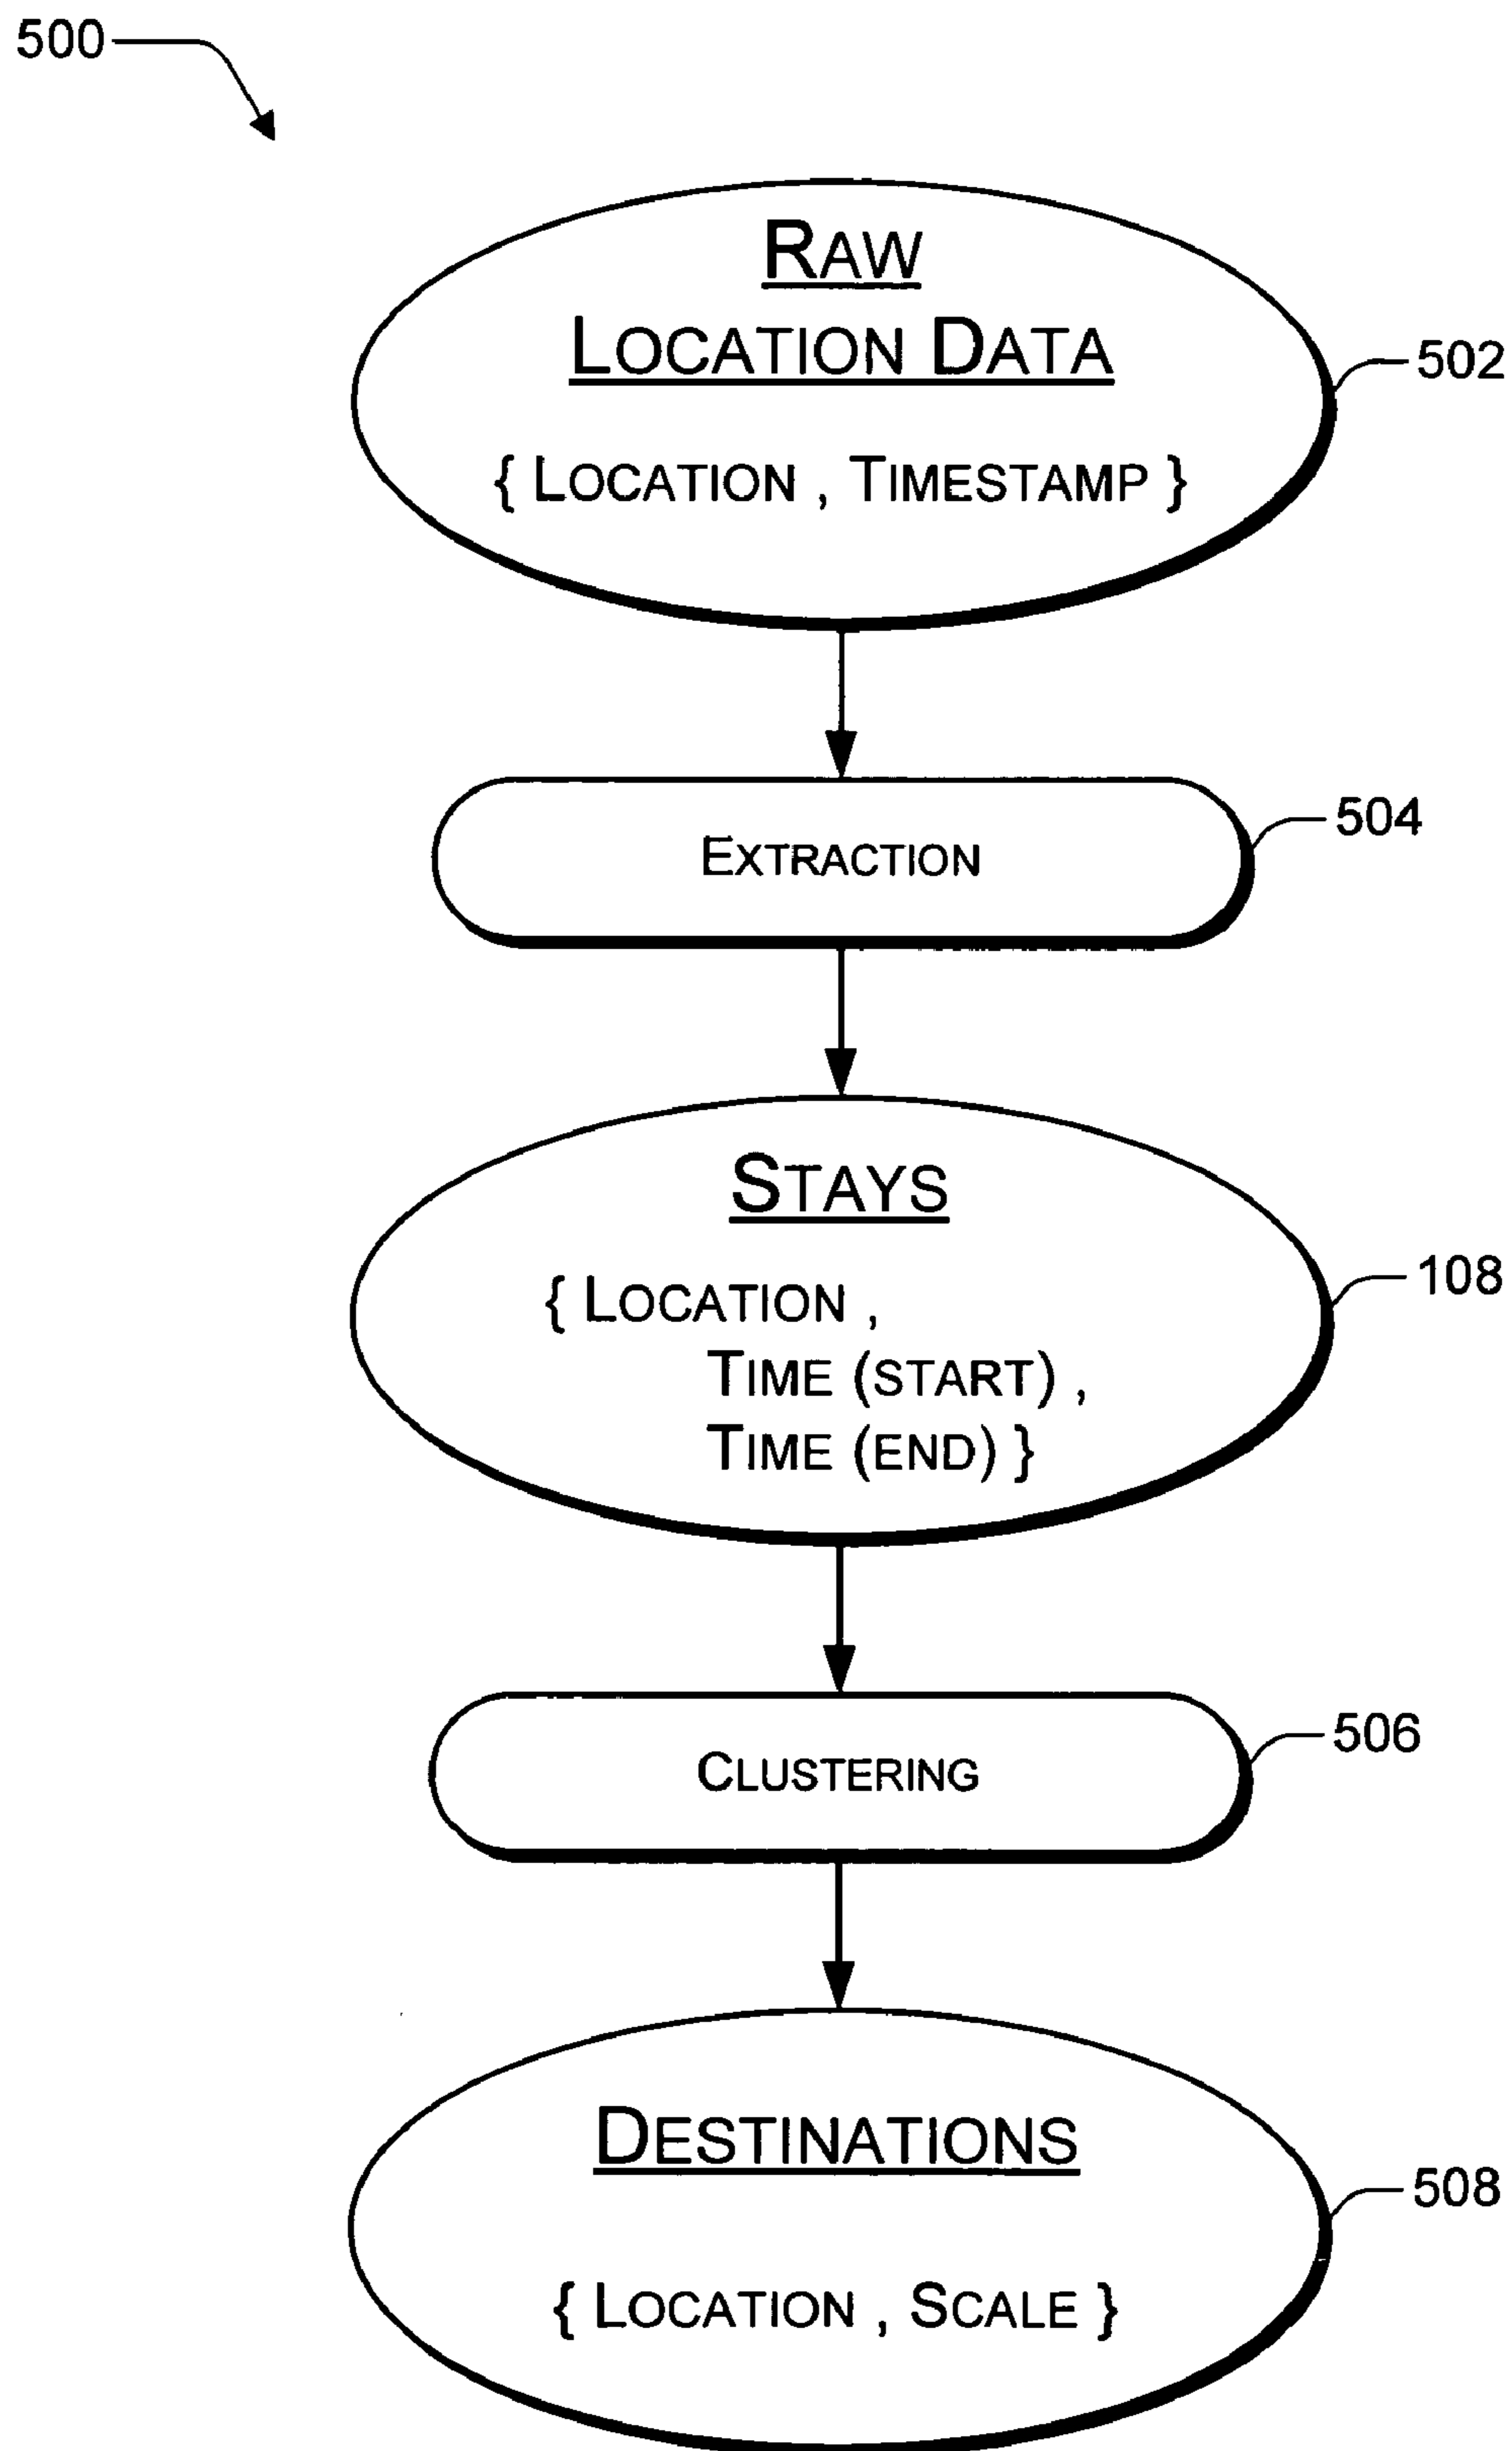 500
RAW
LOCATION DATA
502
{ LOCATION , TIMESTAMP }
504
EXTRACTION
STAYS
108
{ LOCATION ,
TIME (START) ,
TIME (END) }
506
CLUSTERING
DESTINATIONS
508
{ LOCATION , SCALE }